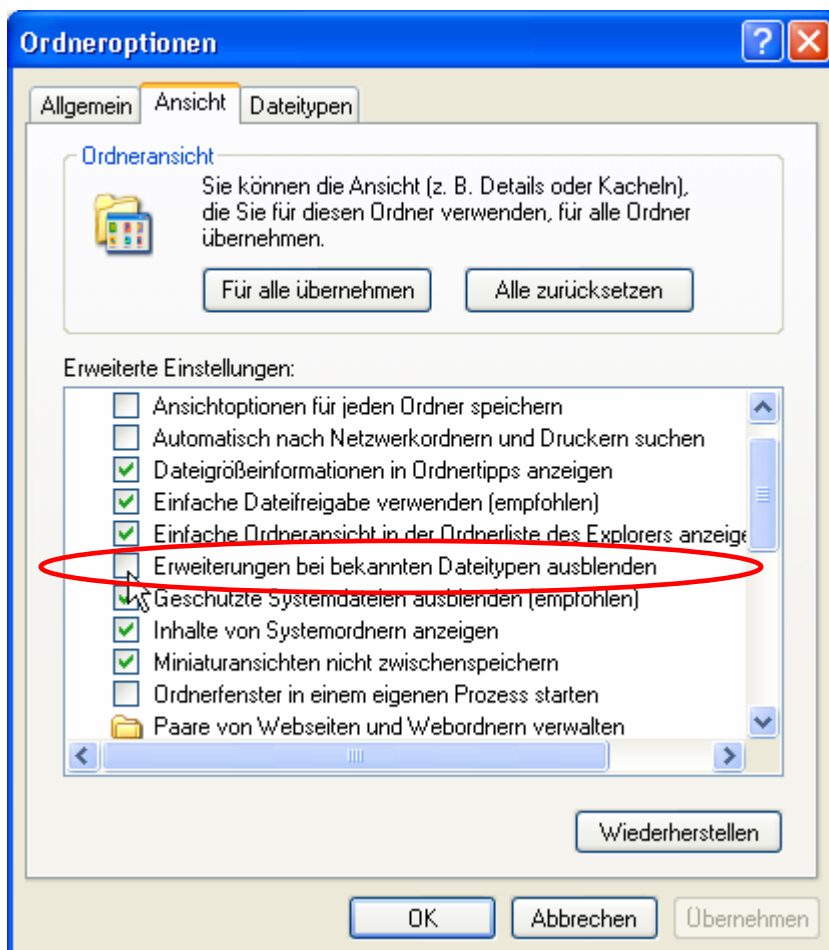 Ordneroptionen
Allgemein Ansicht Dateitypen
Ordneransicht
Sie können die Ansicht (z. B. Details oder Kacheln),
die Sie für diesen Ordner verwenden, für alle Ordner
übernehmen.
Für alle übernehmen Alle zurücksetzen
Erweiterte Einstellungen:
Ansichtoptionen für jeden Ordner speichern
Automatisch nach Netzwerkordnern und Druckern suchen
Dateigrößeinformationen in Ordnertipps anzeigen
Einfache Dateifreigabe verwenden (empfohlen)
Einfache Ordneransicht in der Ordnerliste des Explorers anzeige
Erweiterungen bei bekannten Dateitypen ausblenden
Geschützte Systemdateien ausblenden (empfohlen)
Inhalte von Systemordnern anzeigen
Miniaturansichten nicht zwischenspeichern
Ordnerfenster in einem eigenen Prozess starten
Paare von Webseiten und Webordnern verwalten
Wiederherstellen
OK Abbrechen Übernehmen